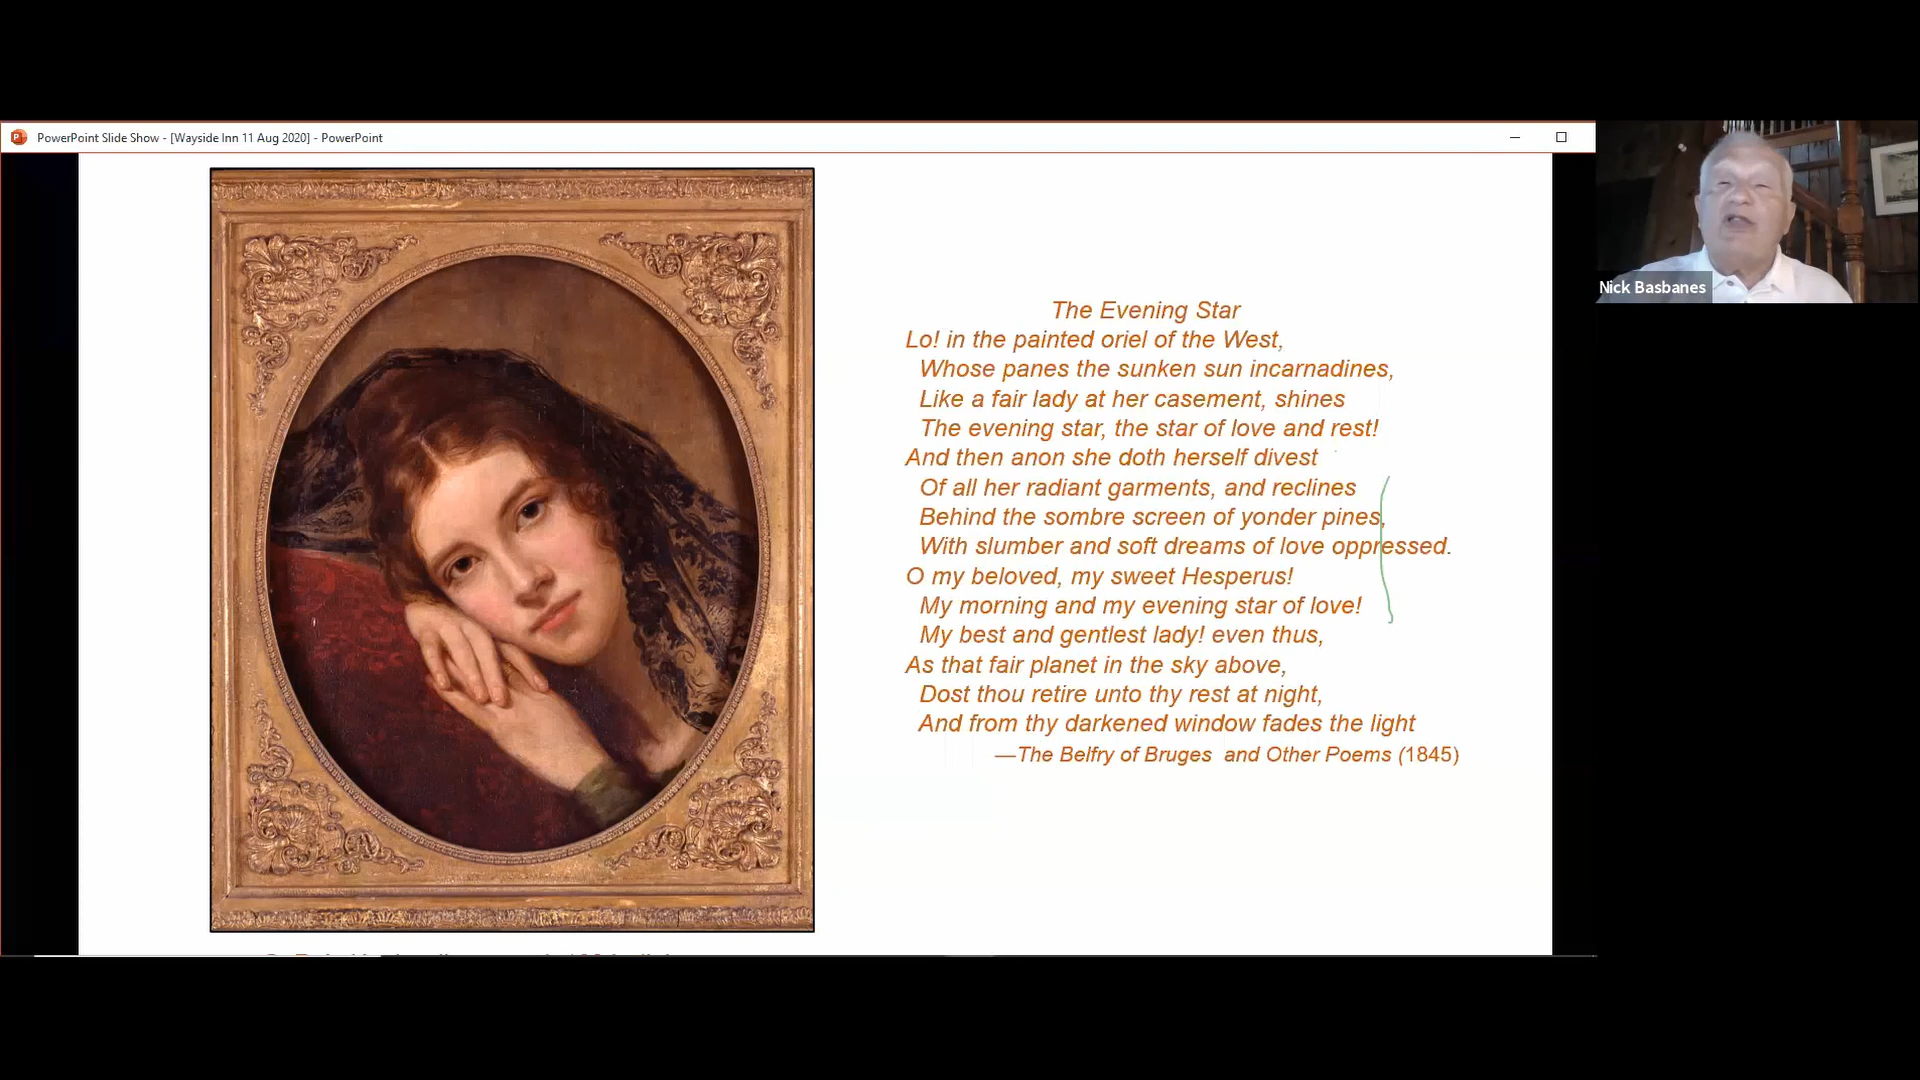 PowerPoint Slide Show - [Wayside Inn 11 Aug 2020] - PowerPoint
Nick Basbanes
The Evening Star
Lo! in the painted oriel of the West,
Whose panes the sunken sun incarnadines,
Like a fair lady at her casement, shines
The evening star, the star of love and rest!
And then anon she doth herself divest
Of all her radiant garments, and reclines
Behind the sombre screen of yonder pines,
With slumber and soft dreams of love oppressed.
O my beloved, my sweet Hesperus!
My morning and my evening star of love!
My best and gentlest lady! even thus,
As that fair planet in the sky above,
Dost thou retire unto thy rest at night,
And from thy darkened window fades the light
—The Belfry of Bruges and Other Poems (1845)